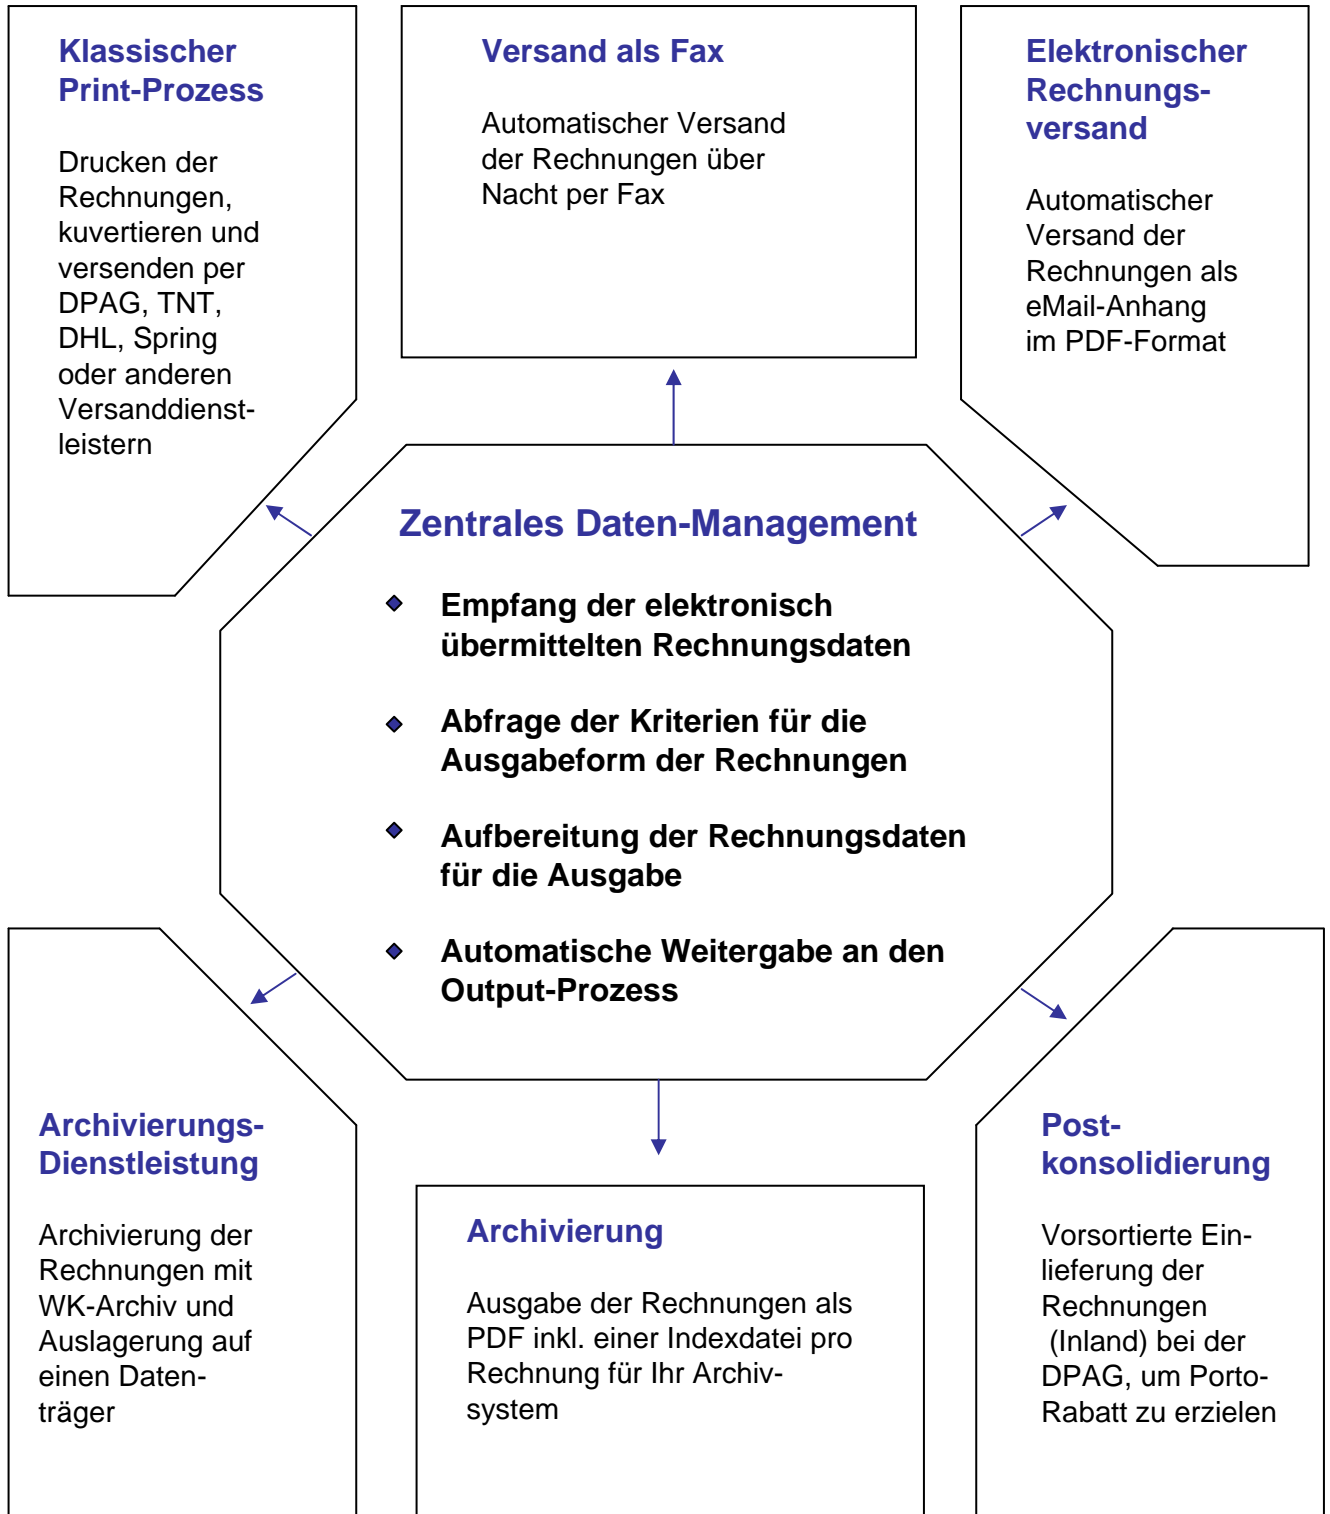 Klassischer
Print-Prozess
Drucken der
Rechnungen,
kuvertieren und
versenden per
DPAG, TNT,
DHL, Spring
oder anderen
Versanddienst-
leistern
Versand als Fax
Automatischer Versand
der Rechnungen über
Nacht per Fax
Elektronischer
Rechnungs-
versand
Automatischer
Versand der
Rechnungen als
eMail-Anhang
im PDF-Format
Zentrales Daten-Management
Empfang der elektronisch
übermittelten Rechnungsdaten
Abfrage der Kriterien für die
Ausgabeform der Rechnungen
Aufbereitung der Rechnungsdaten
für die Ausgabe
Automatische Weitergabe an den
Output-Prozess
Archivierungs-
Dienstleistung
Archivierung der
Rechnungen mit
WK-Archiv und
Auslagerung auf
einen Daten-
träger
Archivierung
Ausgabe der Rechnungen als
PDF inkl. einer Indexdatei pro
Rechnung für Ihr Archiv-
system
Post-
konsolidierung
Vorsortierte Ein-
lieferung der
Rechnungen
(Inland) bei der
DPAG, um Porto-
Rabatt zu erzielen